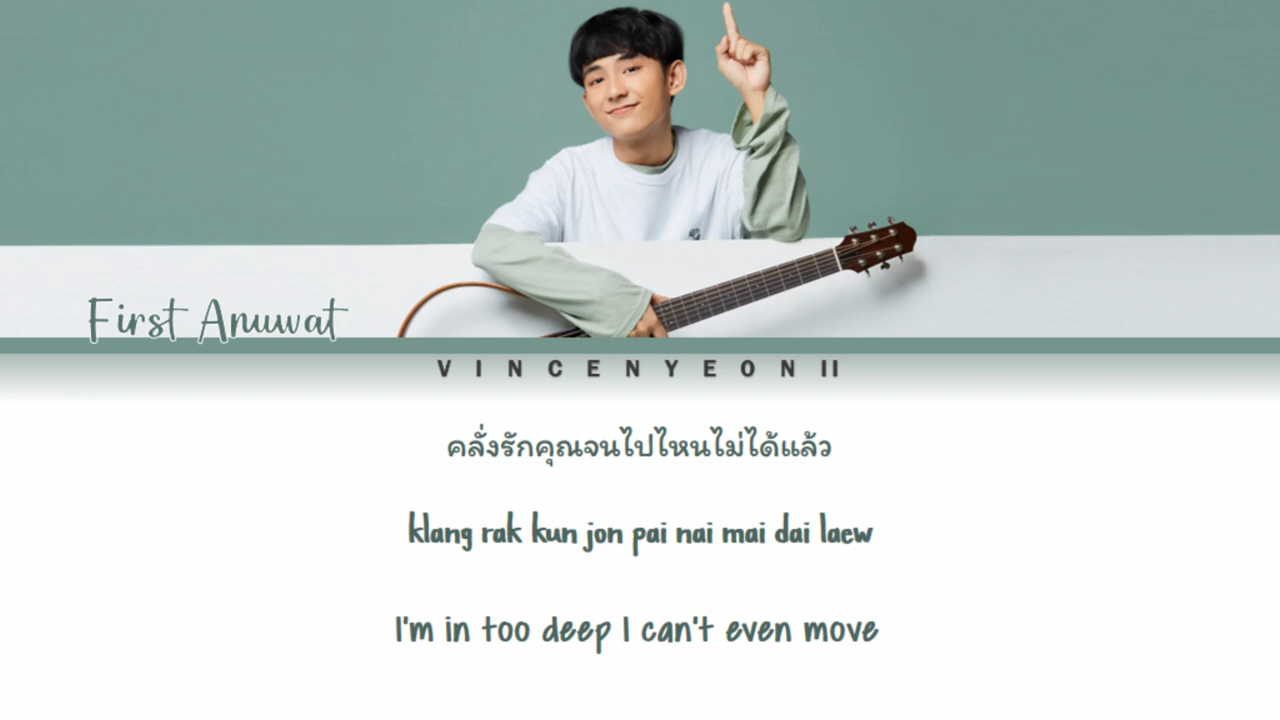 First Anuwat
VINCENYEON II
คลั่งรักคุณจนไปไหนไม่ได้แล้ว
klang rak kun jon pai nai mai dai laew
I'm in too deep I can't even move